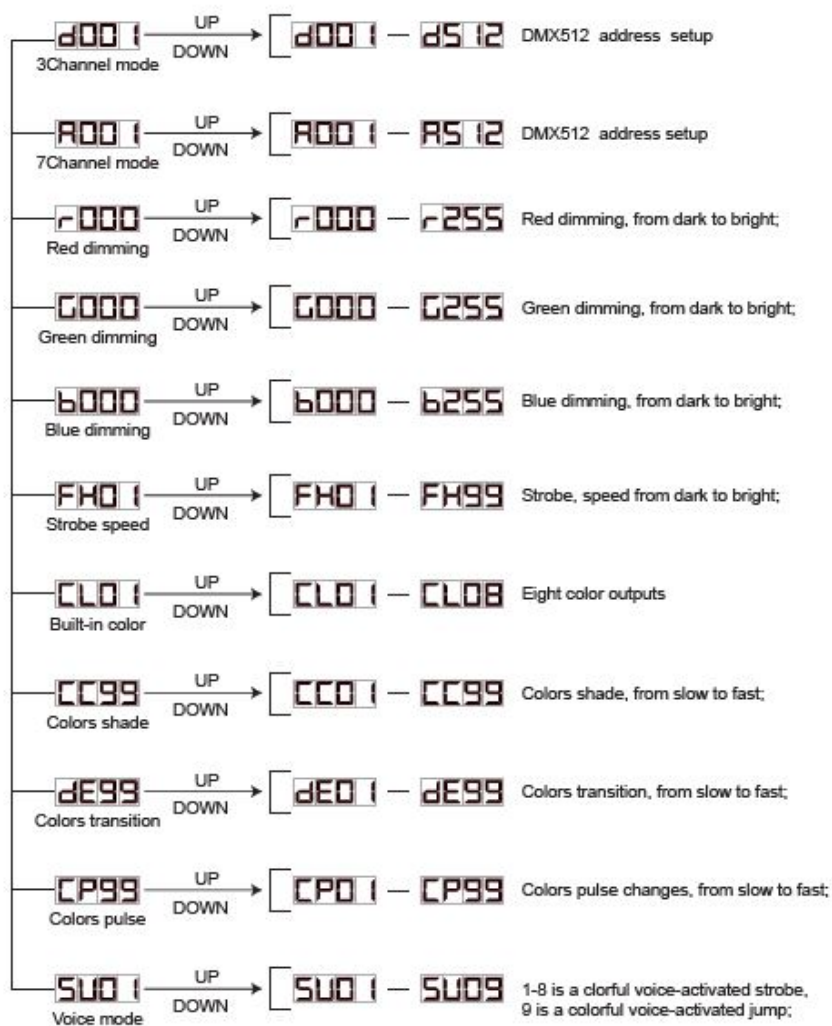 d001 UP d001 — d512 DMX512 address setup
3Channel mode DOWN
A001 UP A001 — A512 DMX512 address setup
7Channel mode DOWN
r000 UP r000 — r255 Red dimming, from dark to bright;
Red dimming DOWN
G000 UP G000 — G255 Green dimming, from dark to bright;
Green dimming DOWN
b000 UP b000 — b255 Blue dimming, from dark to bright;
Blue dimming DOWN
FH01 UP FH01 — FH99 Strobe, speed from dark to bright;
Strobe speed DOWN
CL01 UP CL01 — CL08 Eight color outputs
Built-in color DOWN
CC99 UP CC01 — CC99 Colors shade, from slow to fast;
Colors shade DOWN
dE99 UP dE01 — dE99 Colors transition, from slow to fast;
Colors transition DOWN
CP99 UP CP01 — CP99 Colors pulse changes, from slow to fast;
Colors pulse DOWN
SU01 UP SU01 — SU09 1-8 is a clorful voice-activated strobe,
Voice mode DOWN 9 is a colorful voice-activated jump;